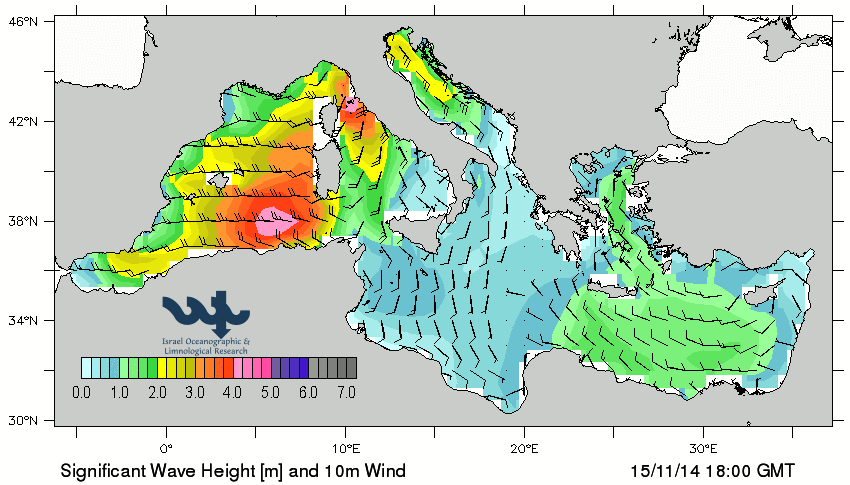 46°N
42°N
38°N
34°N
30°N
Israel Oceanographic &
Limnological Research
0.0 1.0 2.0 3.0 4.0 5.0 6.0 7.0
0° 10°E 20°E 30°E
Significant Wave Height [m] and 10m Wind 15/11/14 18:00 GMT